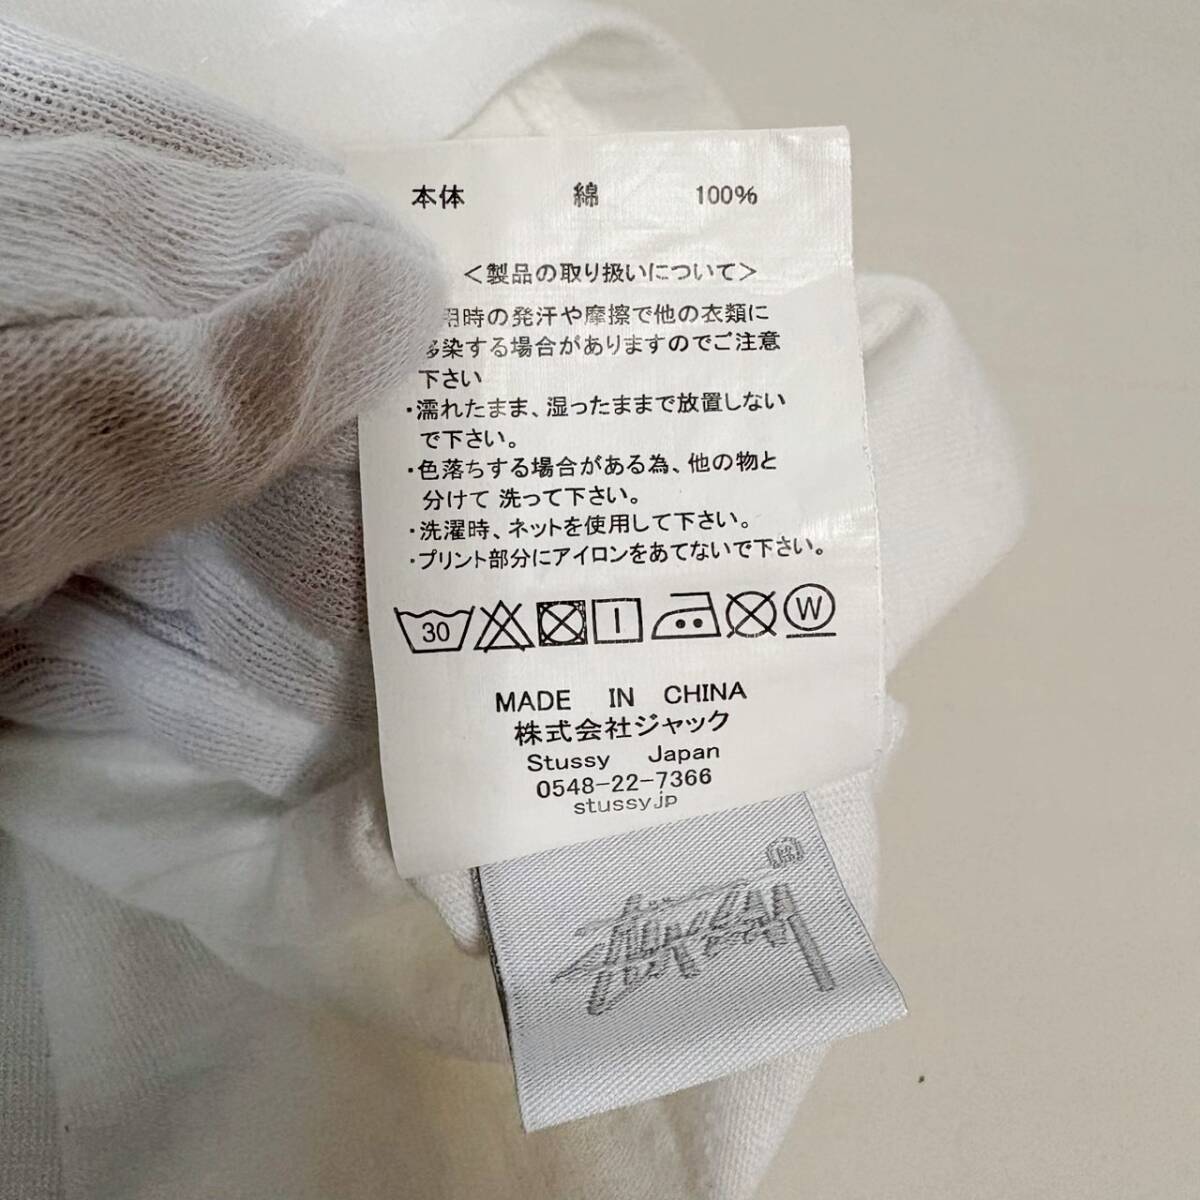 本体 綿 100%
<製品の取り扱いについて>
用時の発汗や摩擦で他の衣類に
移染する場合がありますのでご注意
下さい
・濡れたまま、湿ったままで放置しない
で下さい。
・色落ちする場合がある為、他の物と
分けて 洗って下さい。
・洗濯時、ネットを使用して下さい。
・プリント部分にアイロンをあてないで下さい。
30 W
MADE IN CHINA
株式会社ジャック
Stussy Japan
0548-22-7366
stussyjp